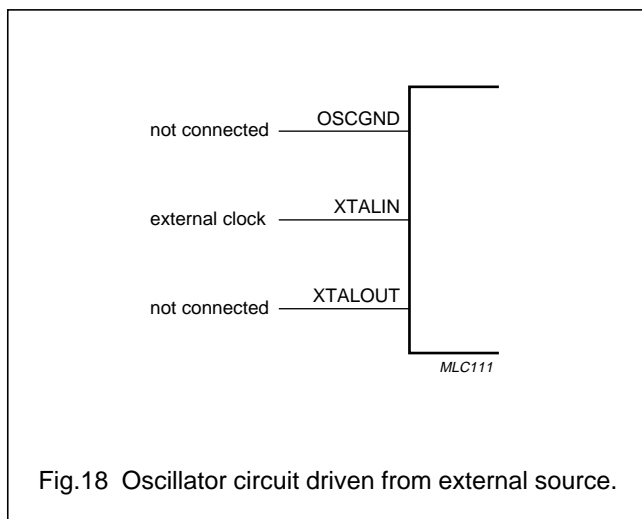 OSCGND
not connected
XTALIN
external clock
XTALOUT
not connected
MLC111
Fig.18 Oscillator circuit driven from external source.